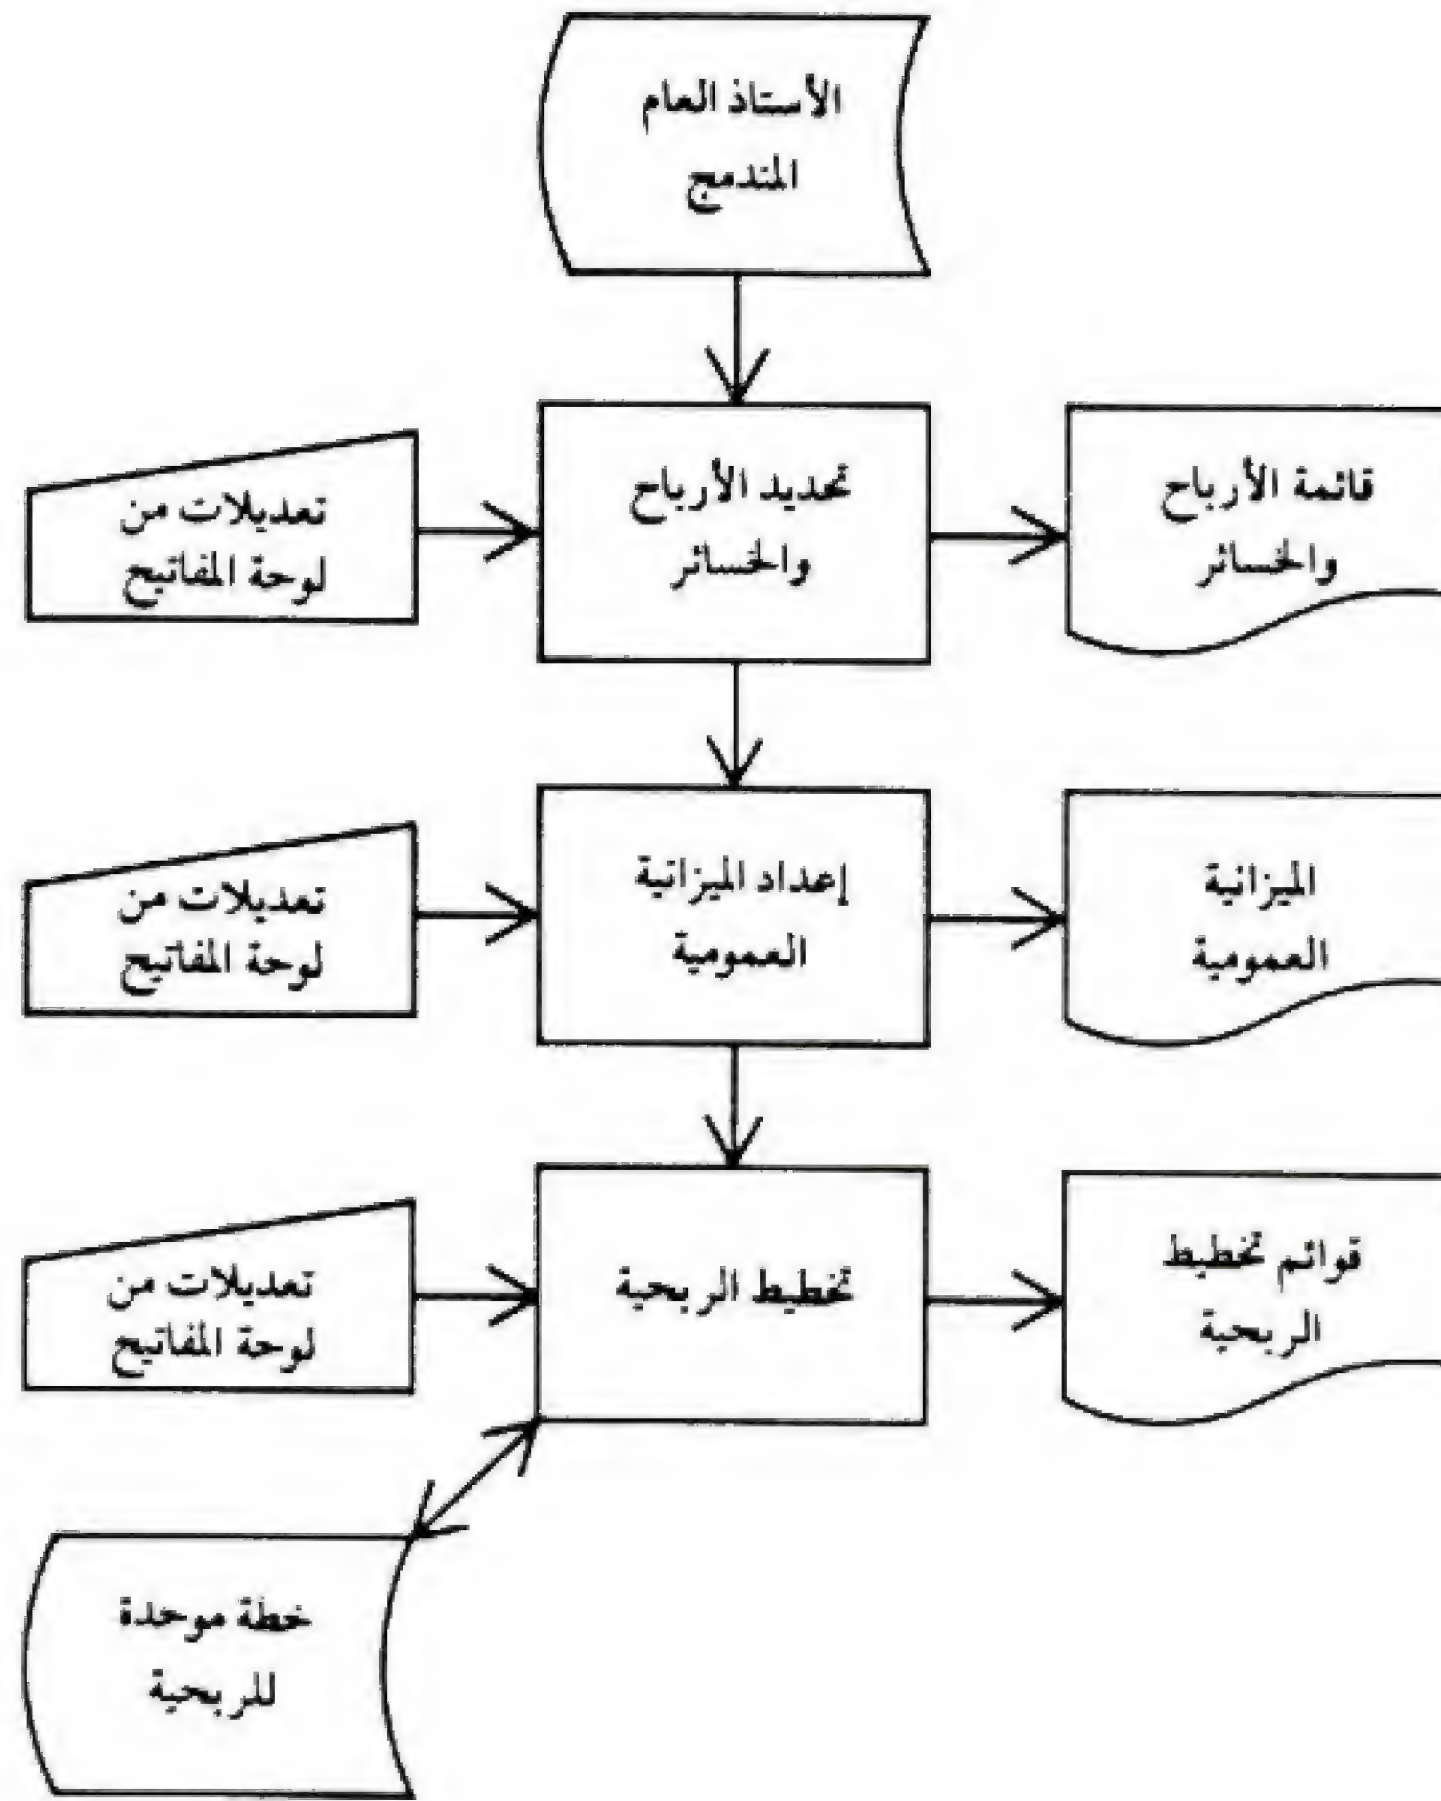 الأستاذ العام
المندمج
تحديد الأرباح
والخسائر
قائمة الأرباح
والخسائر
تعديلات من
لوحة المفاتيح
إعداد الميزانية
العمومية
الميزانية
العمومية
تعديلات من
لوحة المفاتيح
تخطيط الربحية
قوائم تخطيط
الربحية
تعديلات من
لوحة المفاتيح
خطة موحدة
للربحية